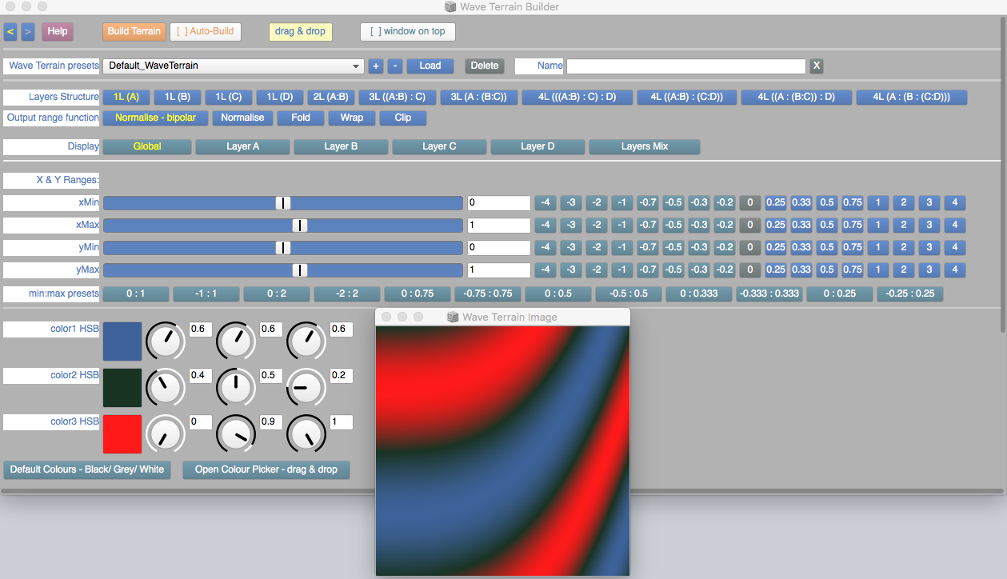 Wave Terrain Builder
< > Help Build Terrain [ ] Auto-Build drag & drop [ ] window on top
Wave Terrain presets Default_WaveTerrain + - Load Delete Name X
Layers Structure 1L (A) 1L (B) 1L (C) 1L (D) 2L (A:B) 3L ((A:B) : C) 3L (A : (B:C)) 4L (((A:B) : C) : D) 4L ((A:B) : (C:D)) 4L ((A : (B:C)) : D) 4L (A : (B : (C:D)))
Output range function Normalise - bipolar Normalise Fold Wrap Clip
Display Global Layer A Layer B Layer C Layer D Layers Mix
X & Y Ranges:
xMin 0 -4 -3 -2 -1 -0.7 -0.5 -0.3 -0.2 0 0.25 0.33 0.5 0.75 1 2 3 4
xMax 1 -4 -3 -2 -1 -0.7 -0.5 -0.3 -0.2 0 0.25 0.33 0.5 0.75 1 2 3 4
yMin 0 -4 -3 -2 -1 -0.7 -0.5 -0.3 -0.2 0 0.25 0.33 0.5 0.75 1 2 3 4
yMax 1 -4 -3 -2 -1 -0.7 -0.5 -0.3 -0.2 0 0.25 0.33 0.5 0.75 1 2 3 4
min:max presets 0 : 1 -1 : 1 0 : 2 -2 : 2 0 : 0.75 -0.75 : 0.75 0 : 0.5 -0.5 : 0.5 0 : 0.333 -0.333 : 0.333 0 : 0.25 -0.25 : 0.25
Wave Terrain Image
color1 HSB 0.6 0.6 0.6
color2 HSB 0.4 0.5 0.2
color3 HSB 0 0.9 1
Default Colours - Black/ Grey/ White Open Colour Picker - drag & drop